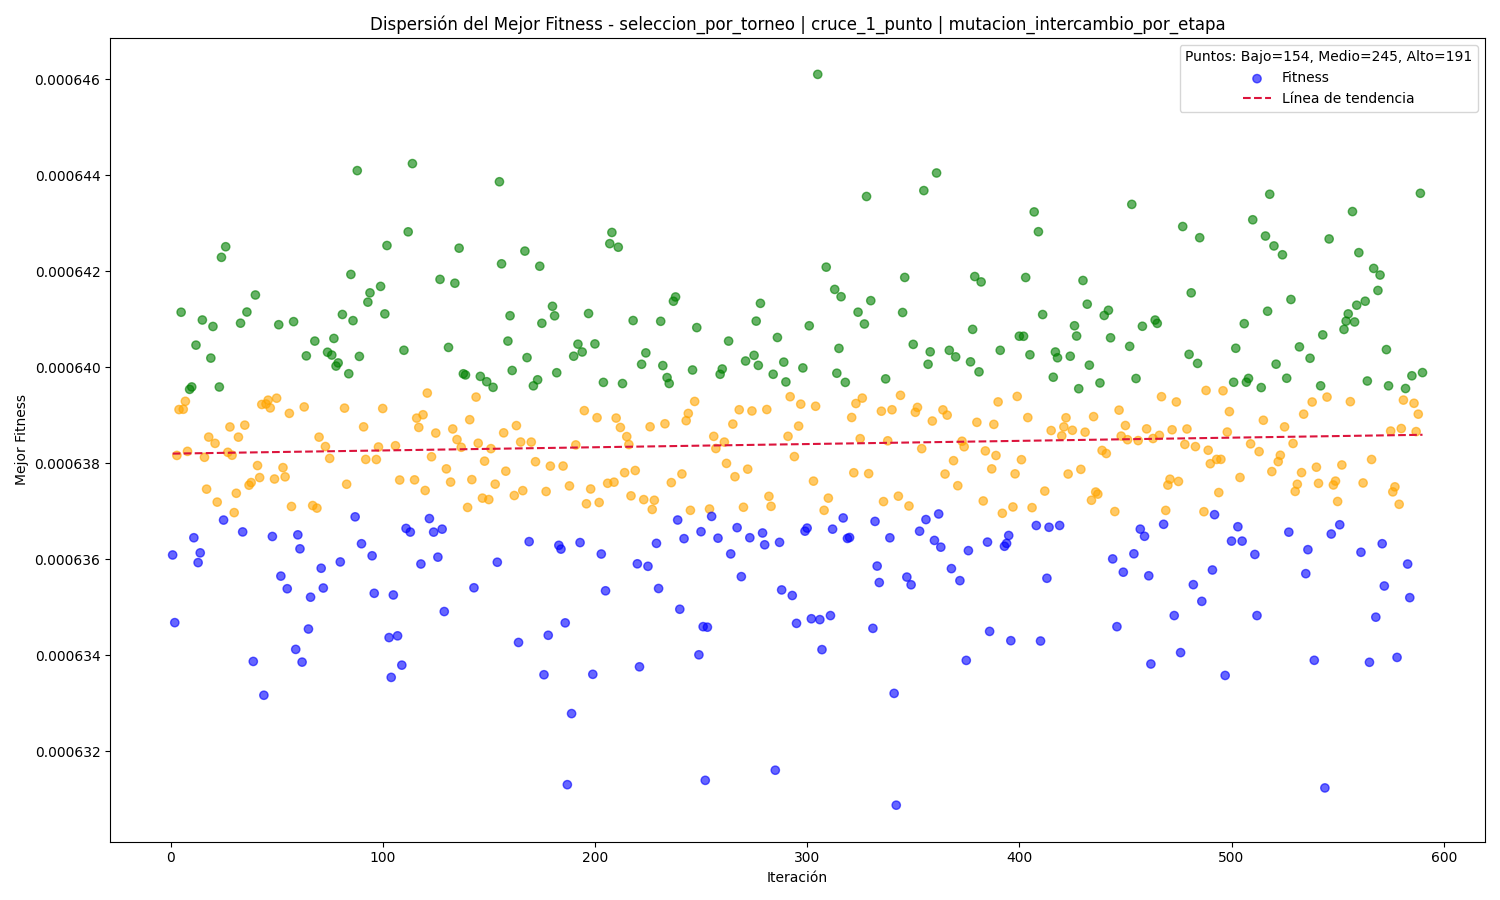 Dispersión del Mejor Fitness - seleccion_por_torneo | cruce_1_punto | mutacion_intercambio_por_etapa
Puntos: Bajo=154, Medio=245, Alto=191
Fitness
Línea de tendencia
Mejor Fitness
0.000646
0.000644
0.000642
0.000640
0.000638
0.000636
0.000634
0.000632
0
100
200
300
400
500
600
Iteración